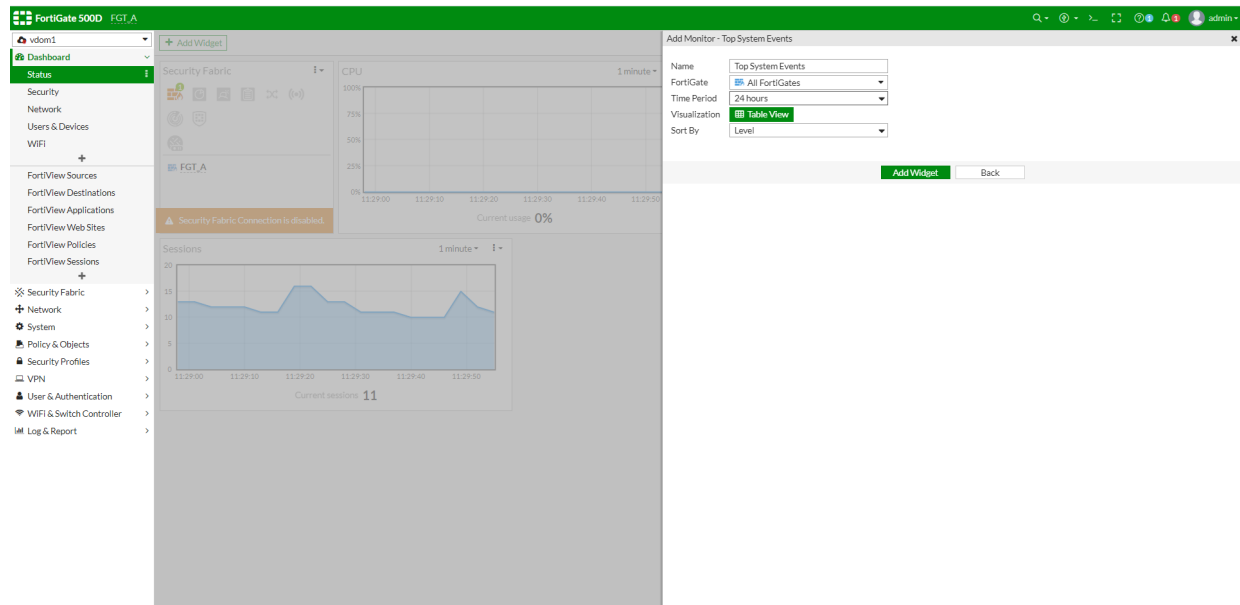 FortiGate 500D FGT_A
admin
vdom1
Dashboard
Status
Security
Network
Users & Devices
WiFi
FortiView Sources
FortiView Destinations
FortiView Applications
FortiView Web Sites
FortiView Policies
FortiView Sessions
Security Fabric
Network
System
Policy & Objects
Security Profiles
VPN
User & Authentication
WiFi & Switch Controller
Log & Report
+ Add Widget
Security Fabric
FGT_A
Security Fabric Connection is disabled.
CPU 1 minute
100%
75%
50%
25%
0%
11:29:00 11:29:10 11:29:20 11:29:30 11:29:40 11:29:50
Current usage 0%
Sessions 1 minute
20
15
10
5
0
11:29:00 11:29:10 11:29:20 11:29:30 11:29:40 11:29:50
Current sessions 11
Add Monitor - Top System Events
Name Top System Events
FortiGate All FortiGates
Time Period 24 hours
Visualization Table View
Sort By Level
Add Widget Back